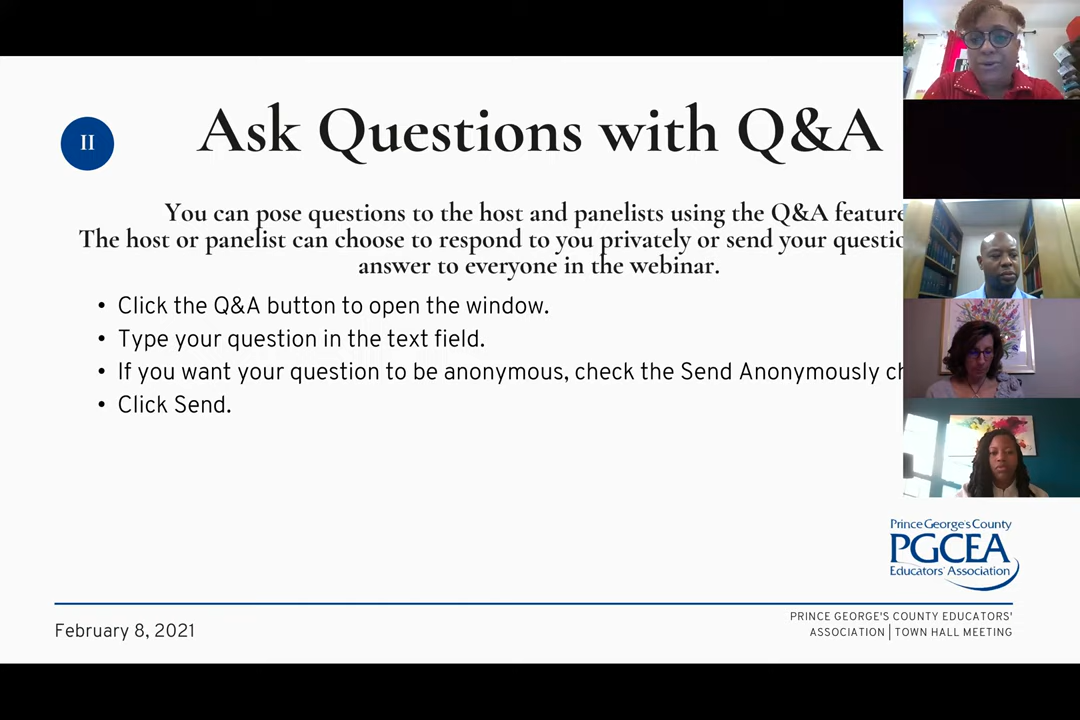 II
Ask Questions with Q&A
You can pose questions to the host and panelists using the Q&A feature
The host or panelist can choose to respond to you privately or send your questio
answer to everyone in the webinar.
• Click the Q&A button to open the window.
• Type your question in the text field.
• If you want your question to be anonymous, check the Send Anonymously ch
• Click Send.
Prince George's County
PGCEA
Educators' Association
February 8, 2021
PRINCE GEORGE'S COUNTY EDUCATORS'
ASSOCIATION | TOWN HALL MEETING